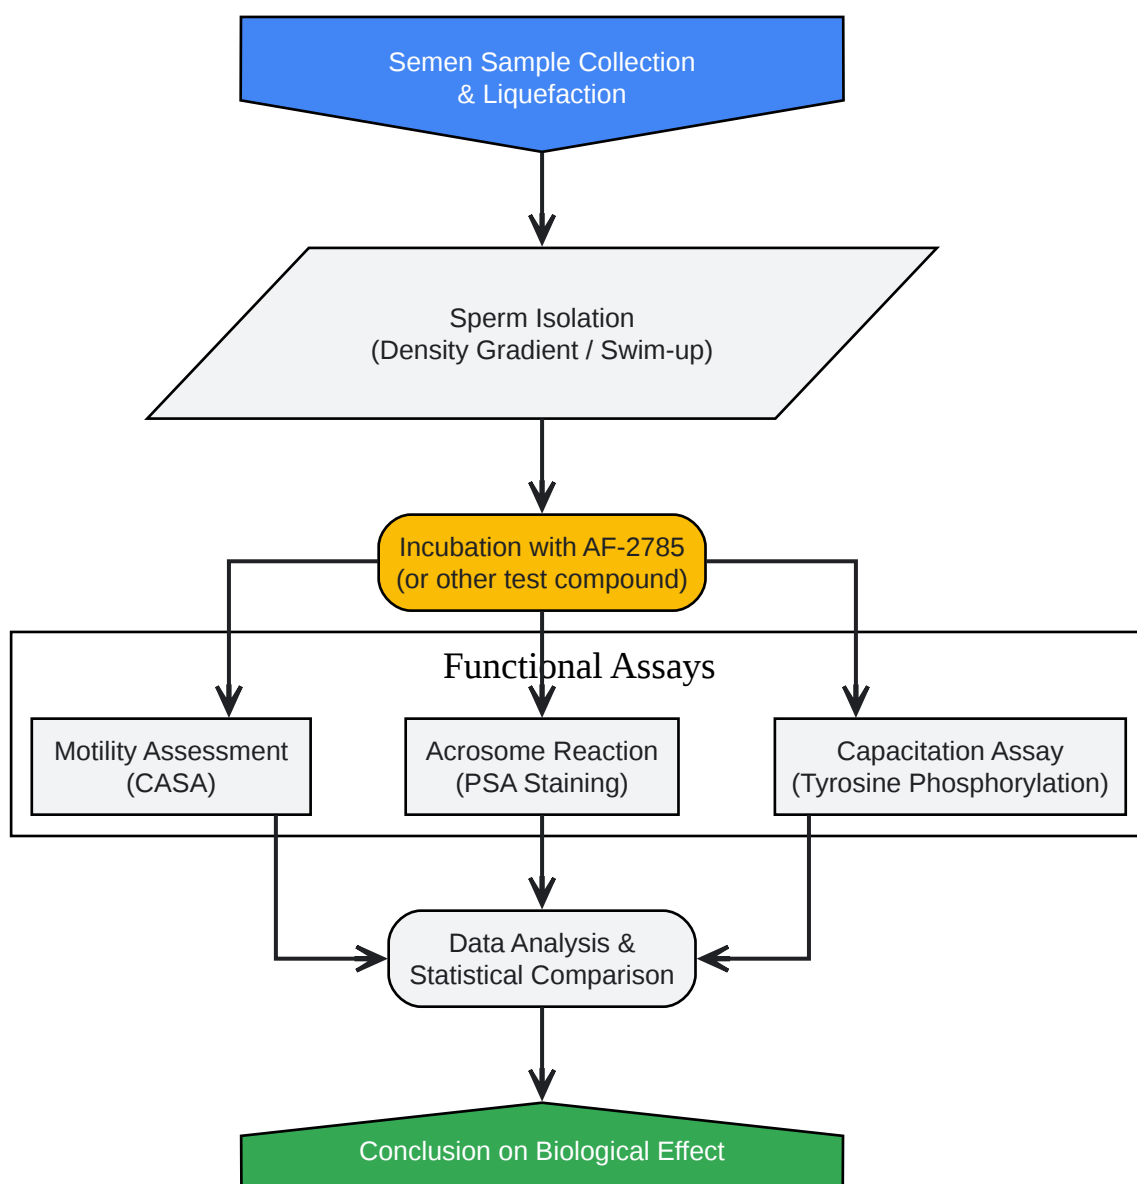 Semen Sample Collection
& Liquefaction
Sperm Isolation
(Density Gradient / Swim-up)
Incubation with AF-2785
(or other test compound)
Functional Assays
Motility Assessment
(CASA)
Acrosome Reaction
(PSA Staining)
Capacitation Assay
(Tyrosine Phosphorylation)
Data Analysis &
Statistical Comparison
Conclusion on Biological Effect